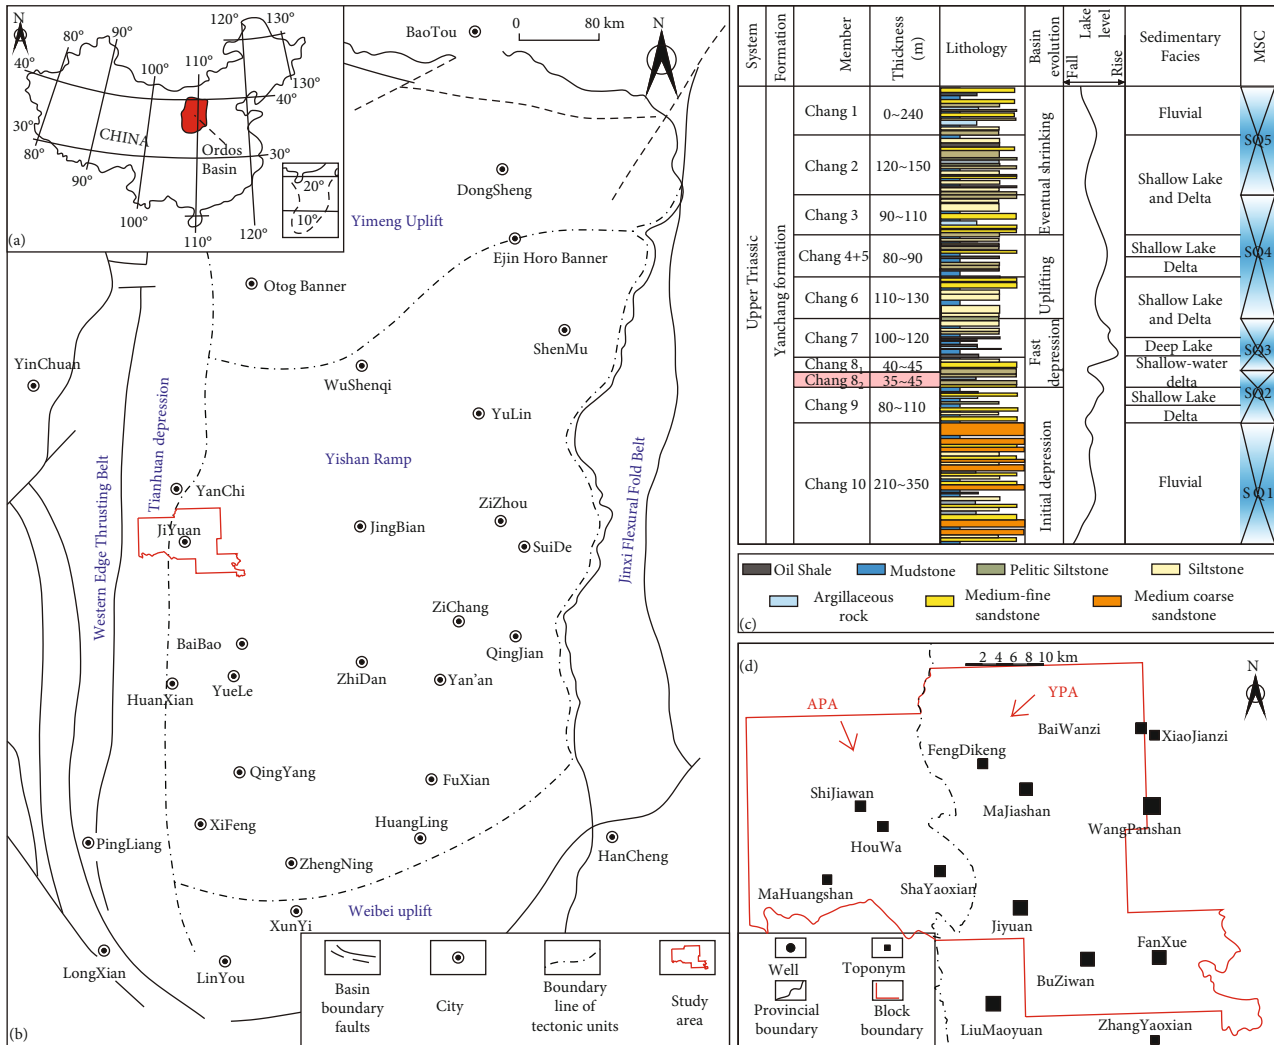 N
80°
90°
100°
110°
120°
130°
40°
130°
40°
30°
CHINA
80°
Ordos
Basin
30°
90°
20°
100°
10°
110°
120°
(a)
BaoTou
0
80 km
N
DongSheng
Yimeng Uplift
Ejin Horo Banner
Otog Banner
ShenMu
YinChuan
WuShenqi
YuLin
Tianhuan depression
Yishan Ramp
YanChi
ZiZhou
JiYuan
JingBian
SuiDe
Western Edge Thrusting Belt
Jinxi Flexural Fold Belt
ZiChang
BaiBao
QingJian
YueLe
ZhiDan
Yan'an
HuanXian
QingYang
FuXian
XiFeng
HuangLing
PingLiang
HanCheng
ZhengNing
Weibei uplift
XunYi
LongXian
LinYou
Basin
boundary
faults
City
Boundary
line of
tectonic units
Study
area
(b)
System
Formation
Member
Thickness
(m)
Lithology
Basin
evolution
Lake
level
Fall
Rise
Sedimentary
Facies
MSC
Upper Triassic
Yanchang formation
Chang 1
0~240
Fluvial
Chang 2
120~150
Shallow Lake
and Delta
SQ5
Chang 3
90~110
Eventual shrinking
Chang 4+5
80~90
Shallow Lake
Delta
SQ4
Chang 6
110~130
Uplifting
Shallow Lake
and Delta
Chang 7
100~120
Fast
depression
Deep Lake
SQ3
Chang 8₁
40~45
Shallow-water
delta
Chang 8₂
35~45
SQ2
Chang 9
80~110
Shallow Lake
Delta
Chang 10
210~350
Initial depression
Fluvial
SQ1
Oil Shale
Mudstone
Pelitic Siltstone
Siltstone
Argillaceous
rock
Medium-fine
sandstone
Medium coarse
sandstone
(c)
(d)
2 4 6 8 10 km
N
APA
YPA
BaiWanzi
XiaoJianzi
FengDikeng
ShiJiawan
MaJiashan
WangPanshan
HouWa
MaHuangshan
ShaYaoxian
Jiyuan
FanXue
BuZiwan
LiuMaoyuan
ZhangYaoxian
Well
Toponym
Provincial
boundary
Block
boundary